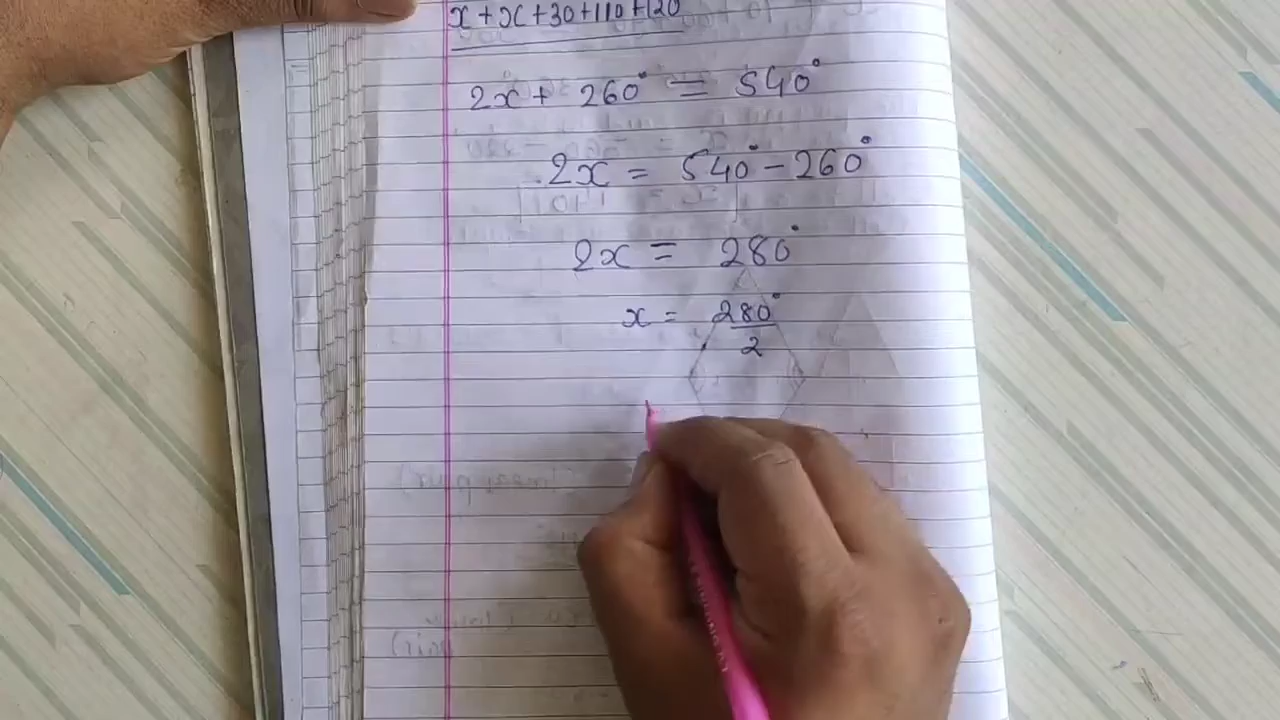 x + x + 30 + 110 + 120
2x + 260° = 540°
2x = 540° - 260°
2x = 280°
x = 280°
2